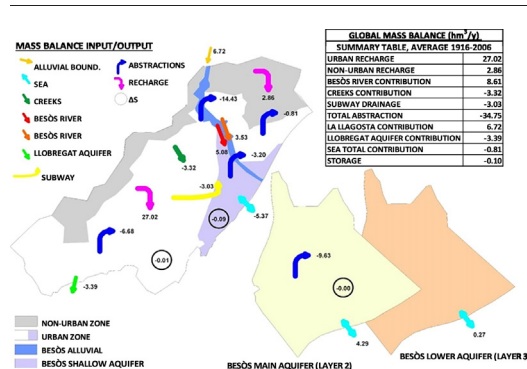 MASS BALANCE INPUT/OUTPUT
ALLUVIAL BOUND.
SEA
CREEKS
BESÒS RIVER
BESÒS RIVER
LLOBREGAT AQUIFER
SUBWAY
ABSTRACTIONS
RECHARGE
ΔS
6.72
-14.43
2.86
-0.81
5.08
3.53
-3.20
-3.32
-3.03
27.02
-5.37
-0.09
-6.68
-0.01
-3.39
GLOBAL MASS BALANCE (hm³/y)
SUMMARY TABLE, AVERAGE 1916-2006
URBAN RECHARGE 27.02
NON-URBAN RECHARGE 2.86
BESÒS RIVER CONTRIBUTION 8.61
CREEKS CONTRIBUTION -3.32
SUBWAY DRAINAGE -3.03
TOTAL ABSTRACTION -34.75
LA LLAGOSTA CONTRIBUTION 6.72
LLOBREGAT AQUIFER CONTRIBUTION -3.39
SEA TOTAL CONTRIBUTION -0.81
STORAGE -0.10
-9.63
-0.00
4.29
0.27
NON-URBAN ZONE
URBAN ZONE
BESÒS ALLUVIAL
BESÒS SHALLOW AQUIFER
BESÒS MAIN AQUIFER (LAYER 2)
BESÒS LOWER AQUIFER (LAYER 3